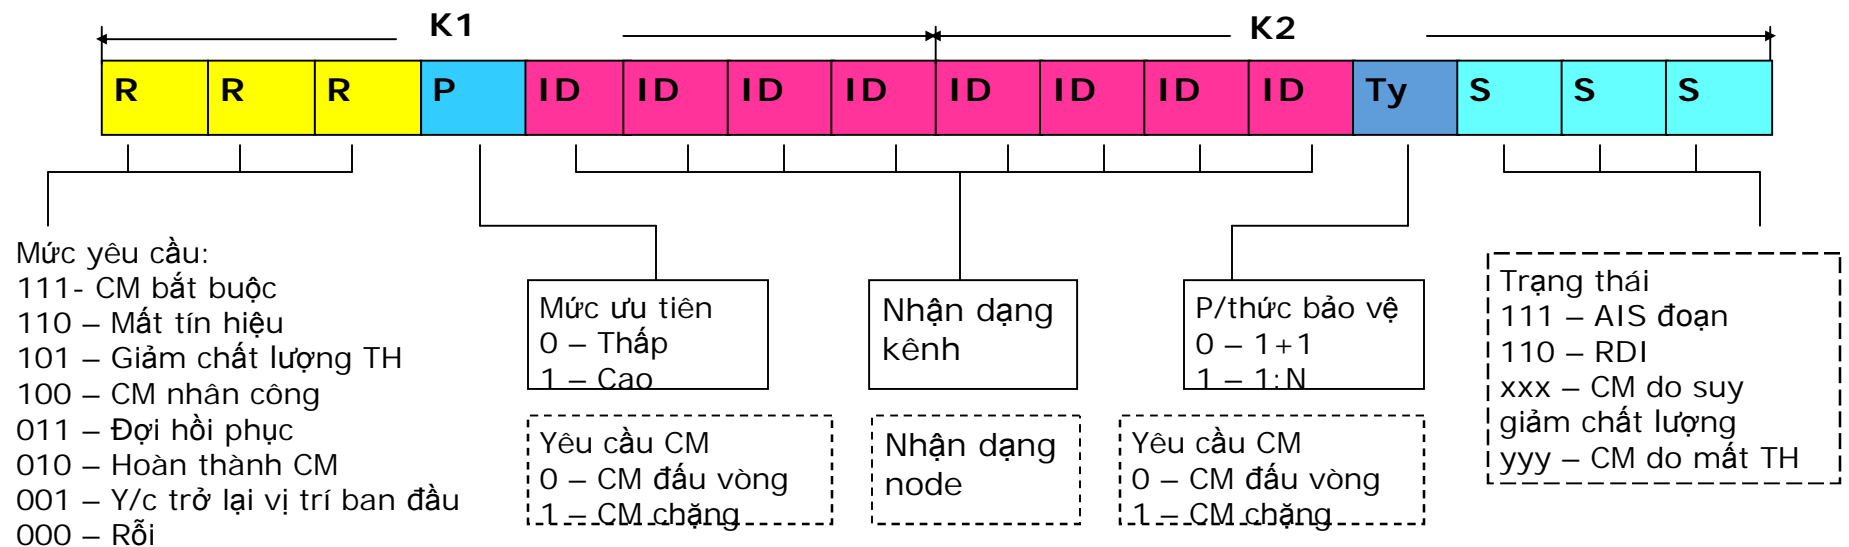 K1 K2
R R R P ID ID ID ID ID ID ID ID Ty S S S
Mức yêu cầu:
111- CM bắt buộc
110 – Mất tín hiệu
101 – Giảm chất lượng TH
100 – CM nhân công
011 – Đợi hồi phục
010 – Hoàn thành CM
001 – Y/c trở lại vị trí ban đầu
000 – Rỗi
Mức ưu tiên
0 – Thấp
1 – Cao
Yêu cầu CM
0 – CM đấu vòng
1 – CM chặng
Nhận dạng
kênh
Nhận dạng
node
P/thức bảo vệ
0 – 1+1
1 – 1:N
Yêu cầu CM
0 – CM đấu vòng
1 – CM chặng
Trạng thái
111 – AIS đoạn
110 – RDI
xxx – CM do suy
giảm chất lượng
yyy – CM do mất TH